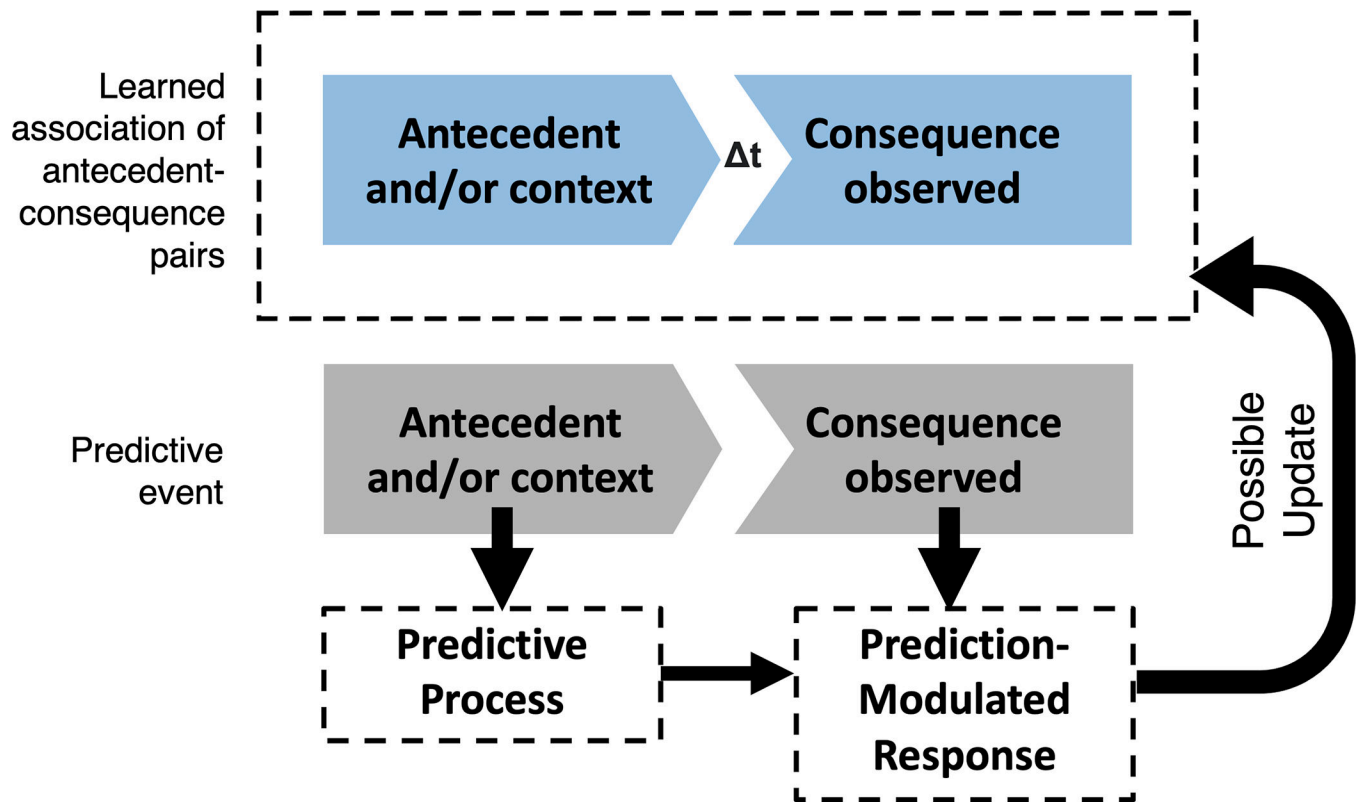 Learned
association of
antecedent-
consequence
pairs
Antecedent
and/or context
Δt
Consequence
observed
Predictive
event
Antecedent
and/or context
Consequence
observed
Possible
Update
Predictive
Process
Prediction-
Modulated
Response